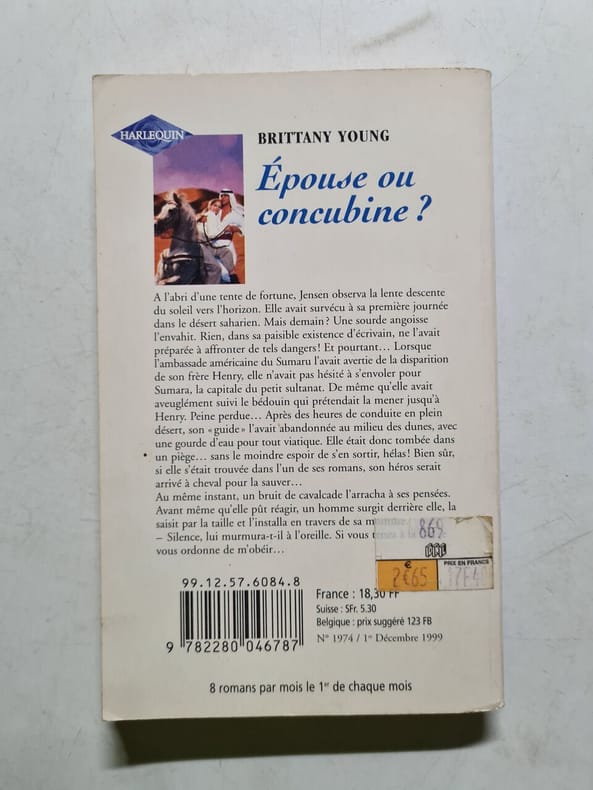 HARLEQUIN
BRITTANY YOUNG
Épouse ou
concubine ?
A l'abri d'une tente de fortune, Jensen observa la lente descente
du soleil vers l'horizon. Elle avait survécu à sa première journée
dans le désert saharien. Mais demain ? Une sourde angoisse
l'envahit. Rien, dans sa paisible existence d'écrivain, ne l'avait
préparée à affronter de tels dangers ! Et pourtant… Lorsque
l'ambassade américaine du Sumaru l'avait avertie de la disparition
de son frère Henry, elle n'avait pas hésité à s'envoler pour
Sumara, la capitale du petit sultanat. De même qu'elle avait
aveuglément suivi le bédouin qui prétendait la mener jusqu'à
Henry. Peine perdue… Après des heures de conduite en plein
désert, son « guide » l'avait abandonnée au milieu des dunes, avec
une gourde d'eau pour tout viatique. Elle était donc tombée dans
un piège… sans le moindre espoir de s'en sortir, hélas ! Bien sûr,
si elle s'était trouvée dans l'un de ses romans, son héros serait
arrivé à cheval pour la sauver…
Au même instant, un bruit de cavalcade l'arracha à ses pensées.
Avant même qu'elle pût réagir, un homme surgit derrière elle, la
saisit par la taille et l'installa en travers de sa
– Silence, lui murmura-t-il à l'oreille. Si vous
vous ordonne de m'obéir…
869
€
2€65
PRIX EN FRANCS
17F40
99.12.57.6084.8
9 782280 046787
France : 18,30 FF
Suisse : SFr. 5.30
Belgique : prix suggéré 123 FB
N° 1974 / 1er Décembre 1999
8 romans par mois le 1er de chaque mois